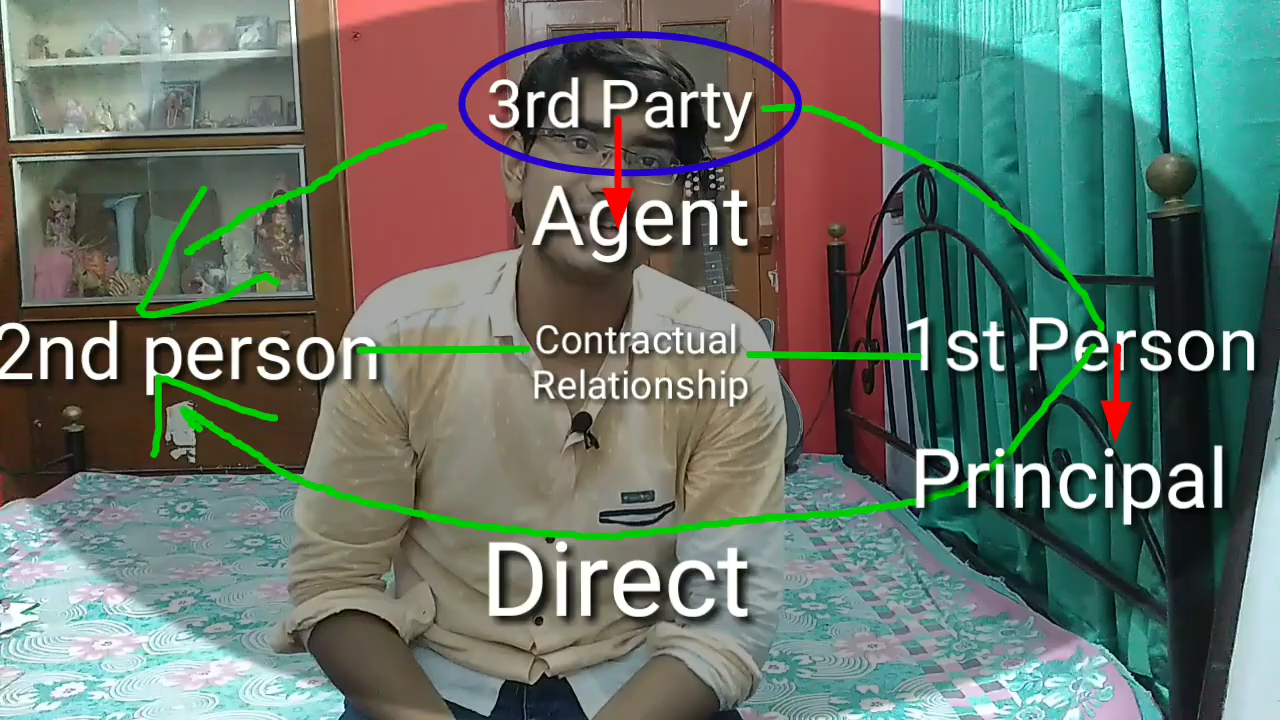 3rd Party
Agent
2nd person
Contractual
Relationship
1st Person
Principal
Direct